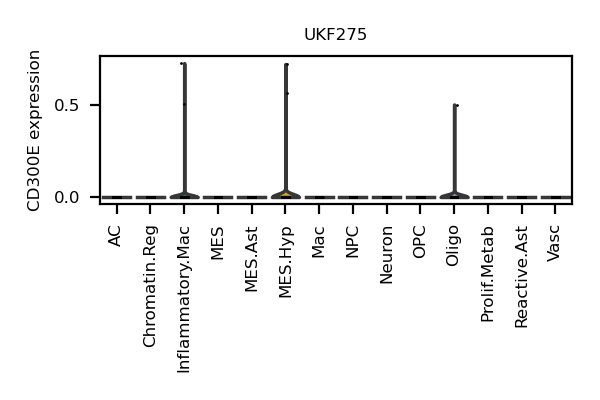 UKF275
CD300E expression
0.5
0.0
AC
Chromatin.Reg
Inflammatory.Mac
MES
MES.Ast
MES.Hyp
Mac
NPC
Neuron
OPC
Oligo
Prolif.Metab
Reactive.Ast
Vasc